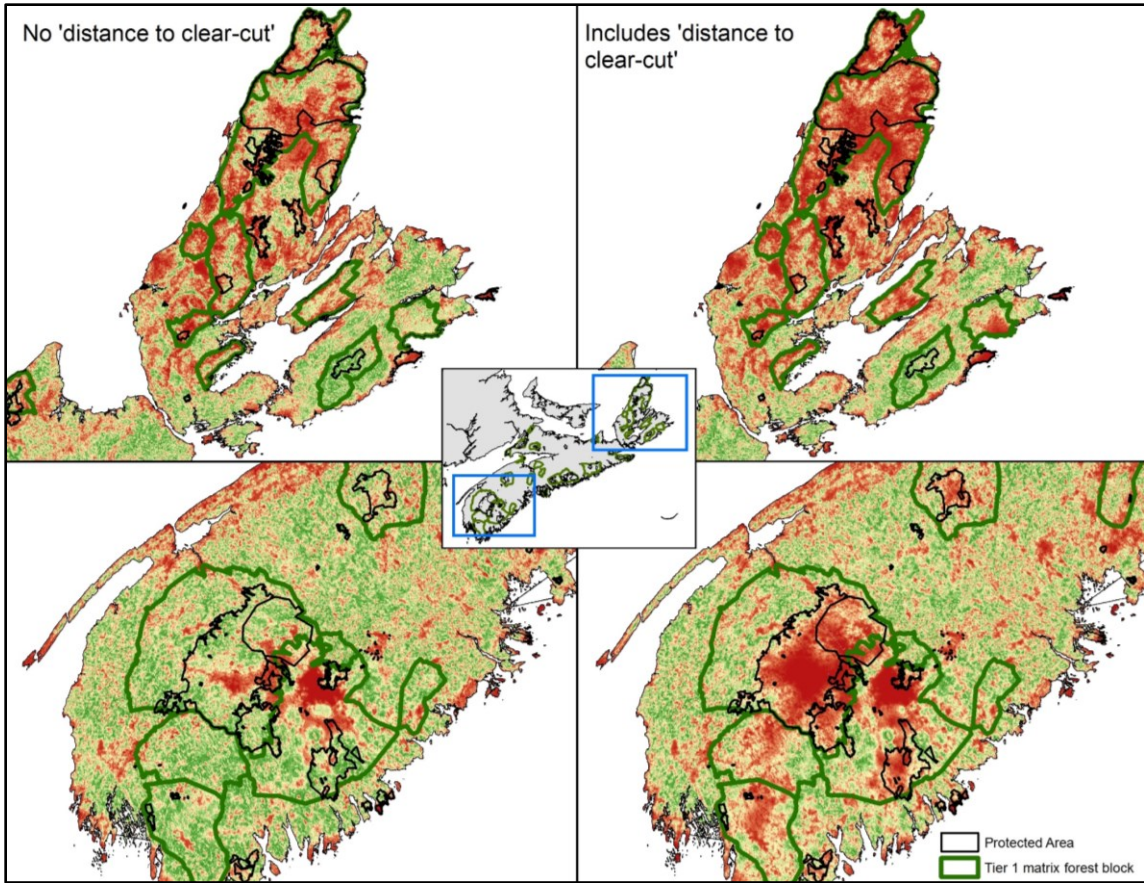 No 'distance to clear-cut'
Includes 'distance to
clear-cut'
Protected Area
Tier 1 matrix forest block